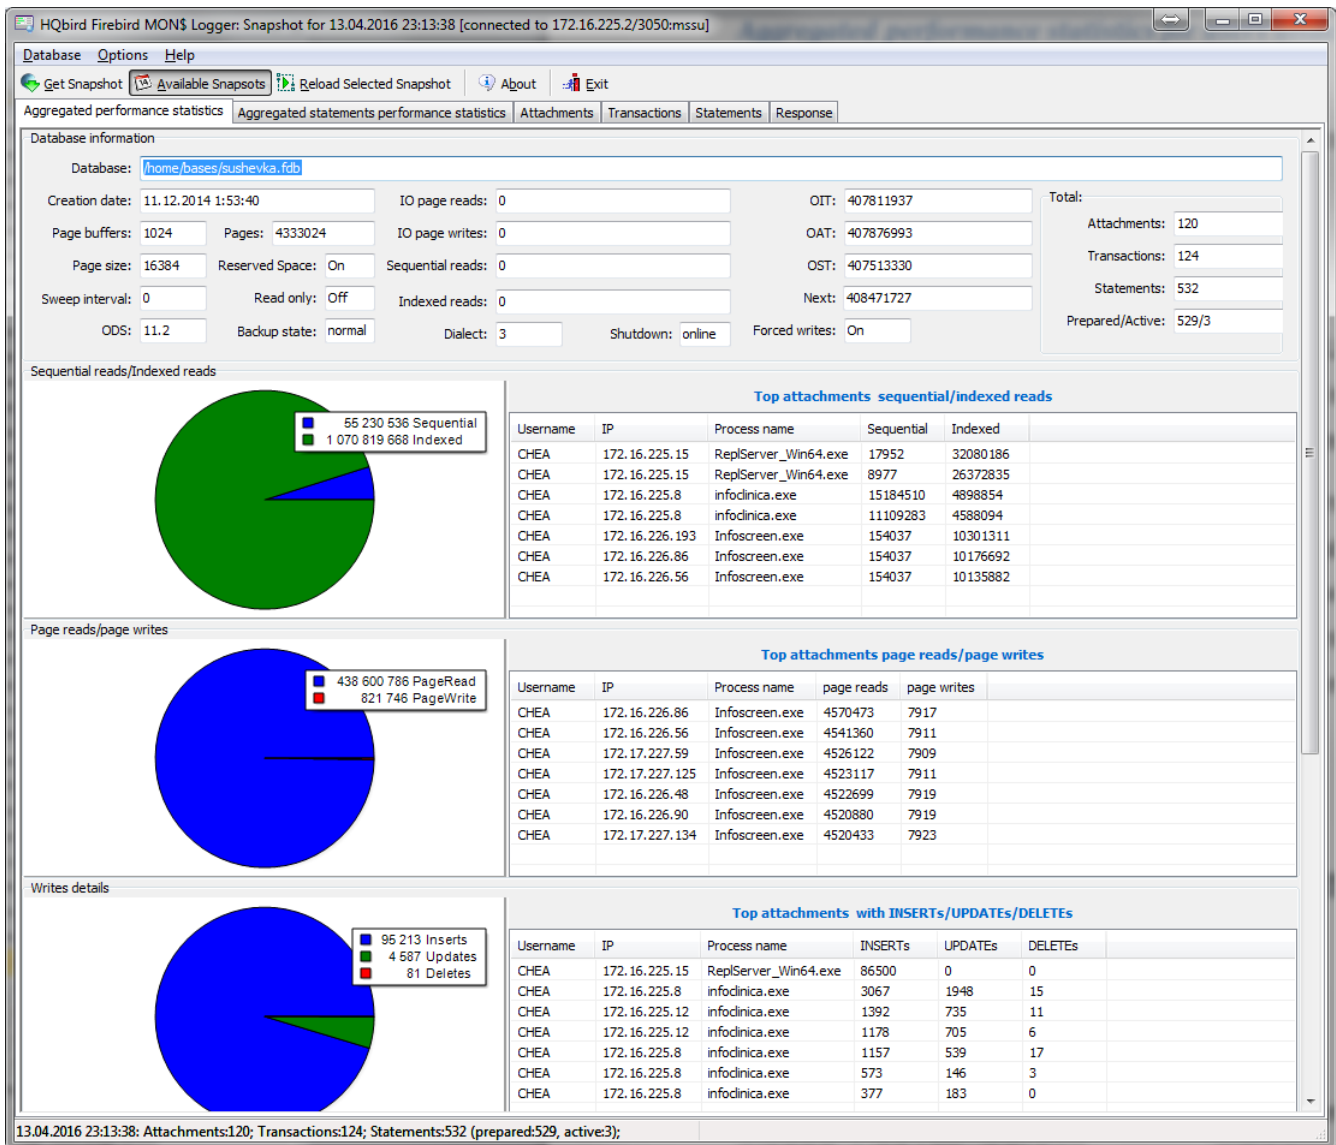 HQbird Firebird MON$ Logger: Snapshot for 13.04.2016 23:13:38 [connected to 172.16.225.2/3050:mssu]
Database Options Help
Get Snapshot Available Snapsots Reload Selected Snapshot About Exit
Aggregated performance statistics Aggregated statements performance statistics Attachments Transactions Statements Response
Database information
Database: /home/bases/sushevka.fdb
Creation date: 11.12.2014 1:53:40 IO page reads: 0 OIT: 407811937 Total:
Page buffers: 1024 Pages: 4333024 IO page writes: 0 OAT: 407876993 Attachments: 120
Page size: 16384 Reserved Space: On Sequential reads: 0 OST: 407513330 Transactions: 124
Sweep interval: 0 Read only: Off Indexed reads: 0 Next: 408471727 Statements: 532
ODS: 11.2 Backup state: normal Dialect: 3 Shutdown: online Forced writes: On Prepared/Active: 529/3
Sequential reads/Indexed reads
55 230 536 Sequential
1 070 819 668 Indexed
Top attachments sequential/indexed reads
Username IP Process name Sequential Indexed
CHEA 172.16.225.15 ReplServer_Win64.exe 17952 32080186
CHEA 172.16.225.15 ReplServer_Win64.exe 8977 26372835
CHEA 172.16.225.8 infoclinica.exe 15184510 4898854
CHEA 172.16.225.8 infoclinica.exe 11109283 4588094
CHEA 172.16.226.193 Infoscreen.exe 154037 10301311
CHEA 172.16.226.86 Infoscreen.exe 154037 10176692
CHEA 172.16.226.56 Infoscreen.exe 154037 10135882
Page reads/page writes
438 600 786 PageRead
821 746 PageWrite
Top attachments page reads/page writes
Username IP Process name page reads page writes
CHEA 172.16.226.86 Infoscreen.exe 4570473 7917
CHEA 172.16.226.56 Infoscreen.exe 4541360 7911
CHEA 172.17.227.59 Infoscreen.exe 4526122 7909
CHEA 172.17.227.125 Infoscreen.exe 4523117 7911
CHEA 172.16.226.48 Infoscreen.exe 4522699 7919
CHEA 172.16.226.90 Infoscreen.exe 4520880 7919
CHEA 172.17.227.134 Infoscreen.exe 4520433 7923
Writes details
95 213 Inserts
4 587 Updates
81 Deletes
Top attachments with INSERTs/UPDATEs/DELETEs
Username IP Process name INSERTs UPDATEs DELETEs
CHEA 172.16.225.15 ReplServer_Win64.exe 86500 0 0
CHEA 172.16.225.8 infoclinica.exe 3067 1948 15
CHEA 172.16.225.12 infoclinica.exe 1392 735 11
CHEA 172.16.225.12 infoclinica.exe 1178 705 6
CHEA 172.16.225.8 infoclinica.exe 1157 539 17
CHEA 172.16.225.8 infoclinica.exe 573 146 3
CHEA 172.16.225.8 infoclinica.exe 377 183 0
13.04.2016 23:13:38: Attachments:120; Transactions:124; Statements:532 (prepared:529, active:3);